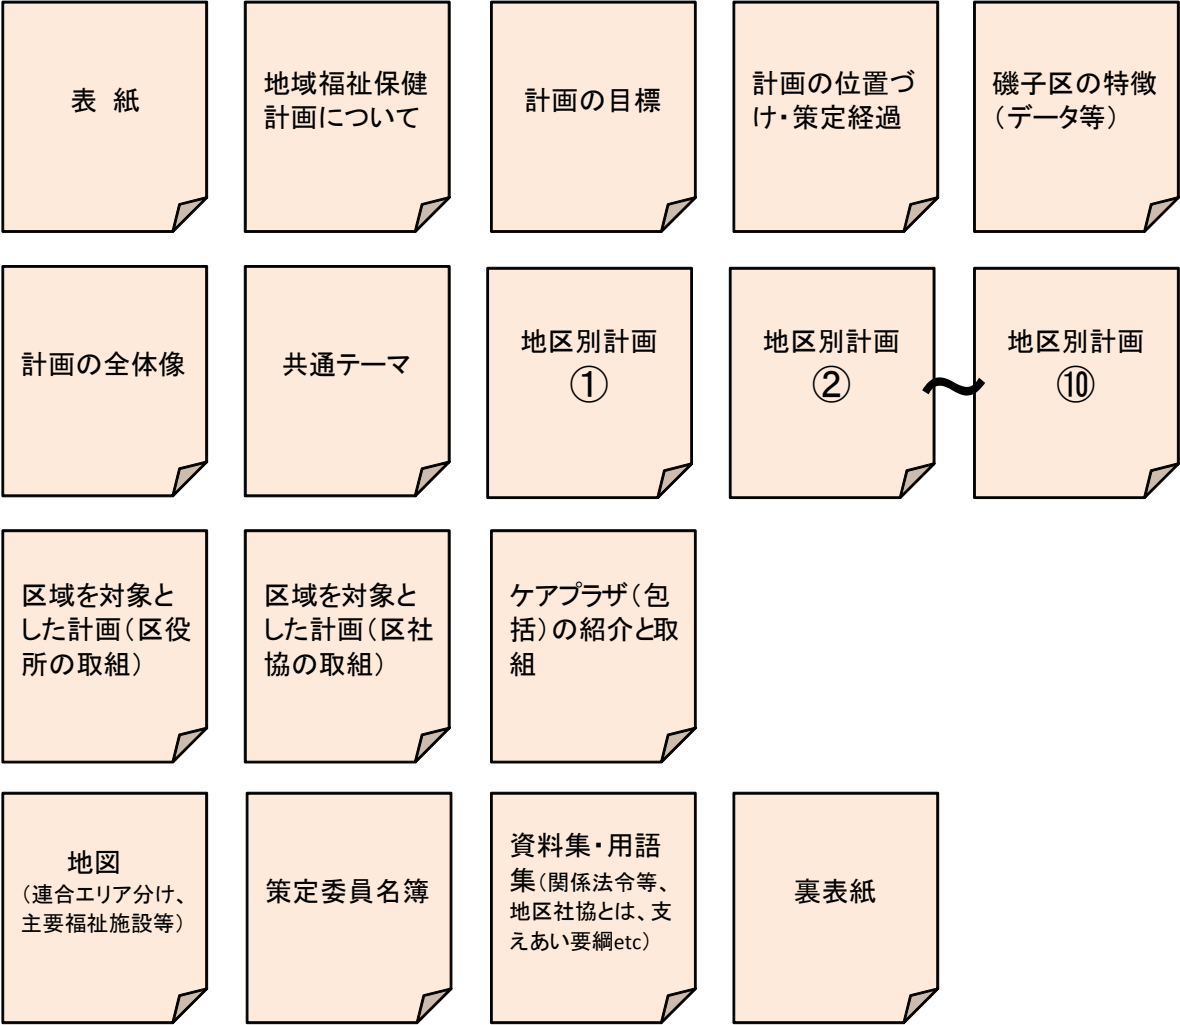 表 紙
地域福祉保健
計画について
計画の目標
計画の位置づ
け・策定経過
磯子区の特徴
（データ等）
計画の全体像
共通テーマ
地区別計画
①
地区別計画
②
～
地区別計画
⑩
区域を対象と
した計画（区役
所の取組）
区域を対象と
した計画（区社
協の取組）
ケアプラザ（包
括）の紹介と取
組
地図
（連合エリア分け、
主要福祉施設等）
策定委員名簿
資料集・用語
集（関係法令等、
地区社協とは、支
えあい要綱etc）
裏表紙